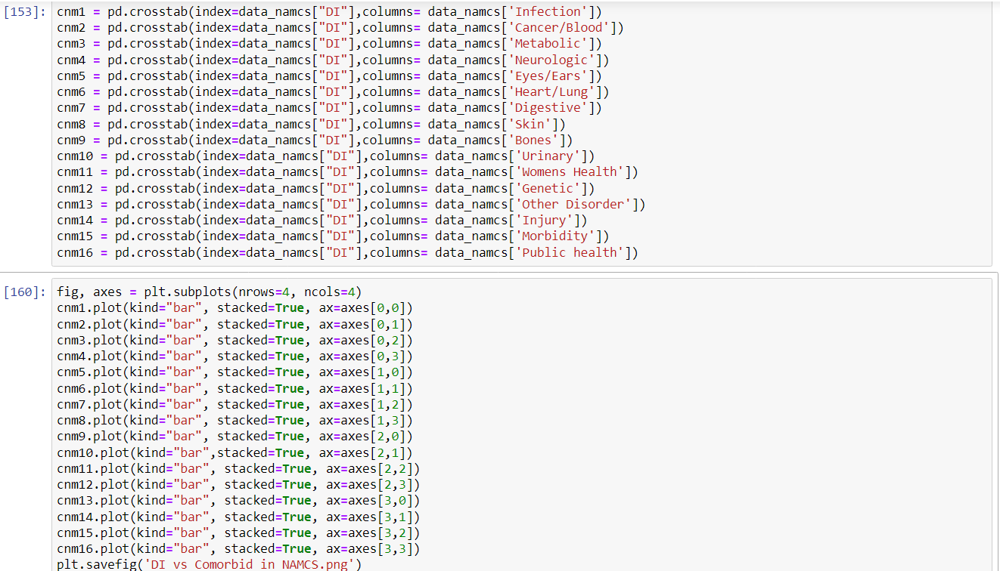 [153]: cnm1 = pd.crosstab(index=data_namcs["DI"],columns= data_namcs['Infection'])
cnm2 = pd.crosstab(index=data_namcs["DI"],columns= data_namcs['Cancer/Blood'])
cnm3 = pd.crosstab(index=data_namcs["DI"],columns= data_namcs['Metabolic'])
cnm4 = pd.crosstab(index=data_namcs["DI"],columns= data_namcs['Neurologic'])
cnm5 = pd.crosstab(index=data_namcs["DI"],columns= data_namcs['Eyes/Ears'])
cnm6 = pd.crosstab(index=data_namcs["DI"],columns= data_namcs['Heart/Lung'])
cnm7 = pd.crosstab(index=data_namcs["DI"],columns= data_namcs['Digestive'])
cnm8 = pd.crosstab(index=data_namcs["DI"],columns= data_namcs['Skin'])
cnm9 = pd.crosstab(index=data_namcs["DI"],columns= data_namcs['Bones'])
cnm10 = pd.crosstab(index=data_namcs["DI"],columns= data_namcs['Urinary'])
cnm11 = pd.crosstab(index=data_namcs["DI"],columns= data_namcs['Womens Health'])
cnm12 = pd.crosstab(index=data_namcs["DI"],columns= data_namcs['Genetic'])
cnm13 = pd.crosstab(index=data_namcs["DI"],columns= data_namcs['Other Disorder'])
cnm14 = pd.crosstab(index=data_namcs["DI"],columns= data_namcs['Injury'])
cnm15 = pd.crosstab(index=data_namcs["DI"],columns= data_namcs['Morbidity'])
cnm16 = pd.crosstab(index=data_namcs["DI"],columns= data_namcs['Public health'])
[160]: fig, axes = plt.subplots(nrows=4, ncols=4)
cnm1.plot(kind="bar", stacked=True, ax=axes[0,0])
cnm2.plot(kind="bar", stacked=True, ax=axes[0,1])
cnm3.plot(kind="bar", stacked=True, ax=axes[0,2])
cnm4.plot(kind="bar", stacked=True, ax=axes[0,3])
cnm5.plot(kind="bar", stacked=True, ax=axes[1,0])
cnm6.plot(kind="bar", stacked=True, ax=axes[1,1])
cnm7.plot(kind="bar", stacked=True, ax=axes[1,2])
cnm8.plot(kind="bar", stacked=True, ax=axes[1,3])
cnm9.plot(kind="bar", stacked=True, ax=axes[2,0])
cnm10.plot(kind="bar",stacked=True, ax=axes[2,1])
cnm11.plot(kind="bar", stacked=True, ax=axes[2,2])
cnm12.plot(kind="bar", stacked=True, ax=axes[2,3])
cnm13.plot(kind="bar", stacked=True, ax=axes[3,0])
cnm14.plot(kind="bar", stacked=True, ax=axes[3,1])
cnm15.plot(kind="bar", stacked=True, ax=axes[3,2])
cnm16.plot(kind="bar", stacked=True, ax=axes[3,3])
plt.savefig('DI vs Comorbid in NAMCS.png')